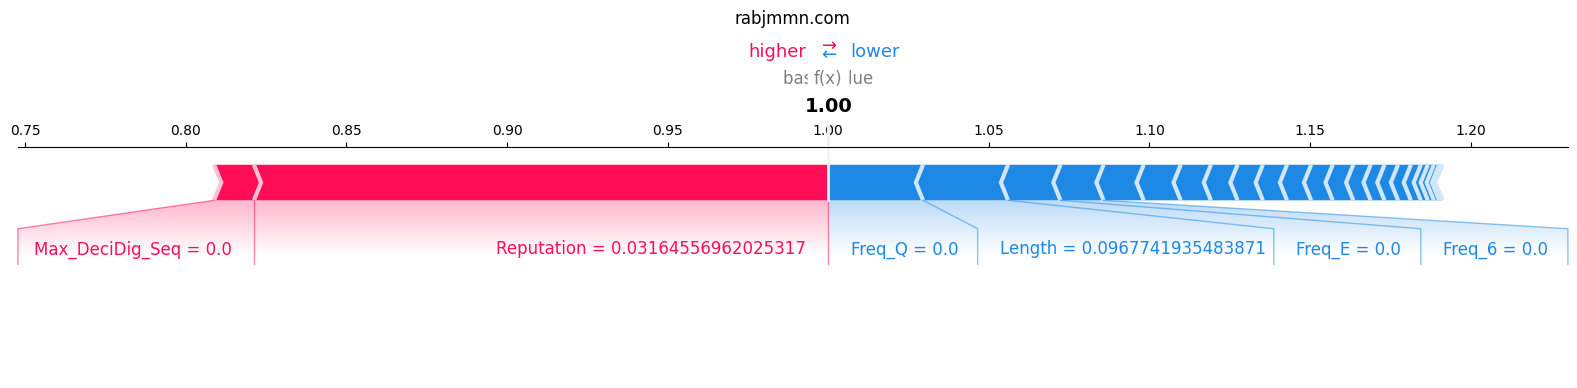 rabjmmn.com
higher ⇄ lower
bas f(x) lue
1.00
0.75 0.80 0.85 0.90 0.95 1.00 1.05 1.10 1.15 1.20
Max_DeciDig_Seq = 0.0 Reputation = 0.03164556962025317 Freq_Q = 0.0 Length = 0.0967741935483871 Freq_E = 0.0 Freq_6 = 0.0